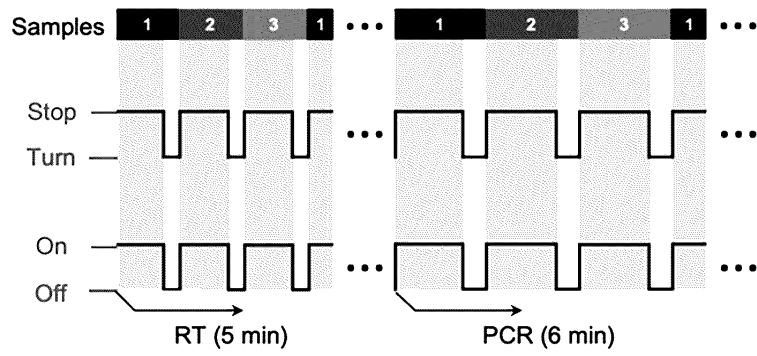 Samples 1 2 3 1 ••• 1 2 3 1 •••
Stop ••• •••
Turn
On ••• •••
Off
RT (5 min) PCR (6 min)